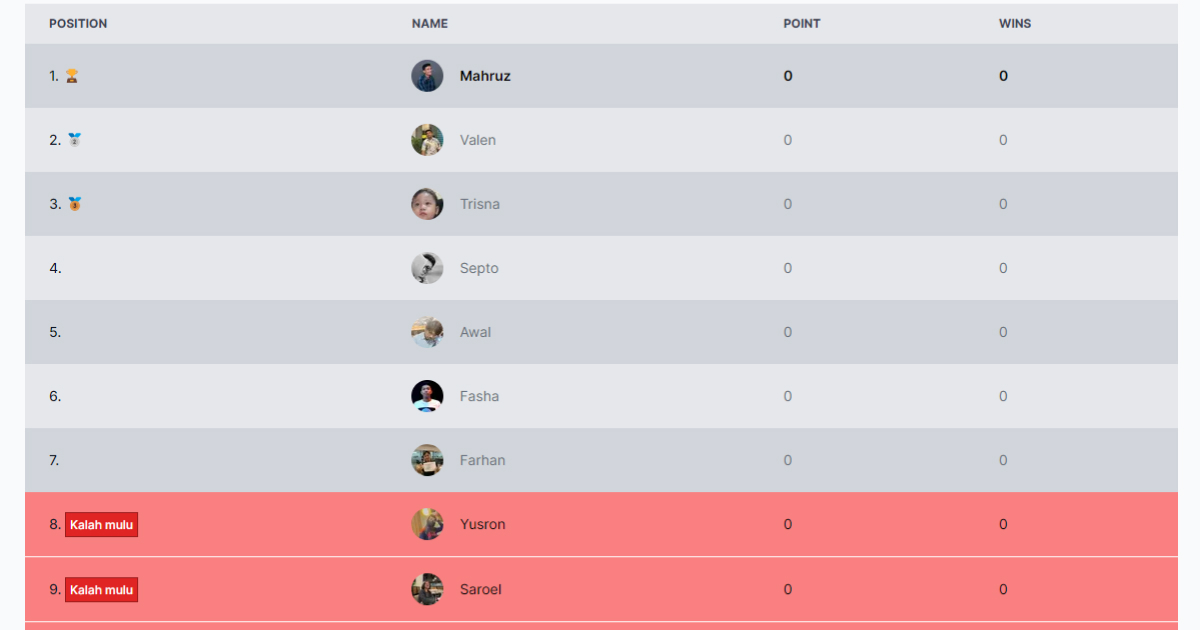 POSITION NAME POINT WINS
1. Mahruz 0 0
2. Valen 0 0
3. Trisna 0 0
4. Septo 0 0
5. Awal 0 0
6. Fasha 0 0
7. Farhan 0 0
8. Kalah mulu Yusron 0 0
9. Kalah mulu Saroel 0 0